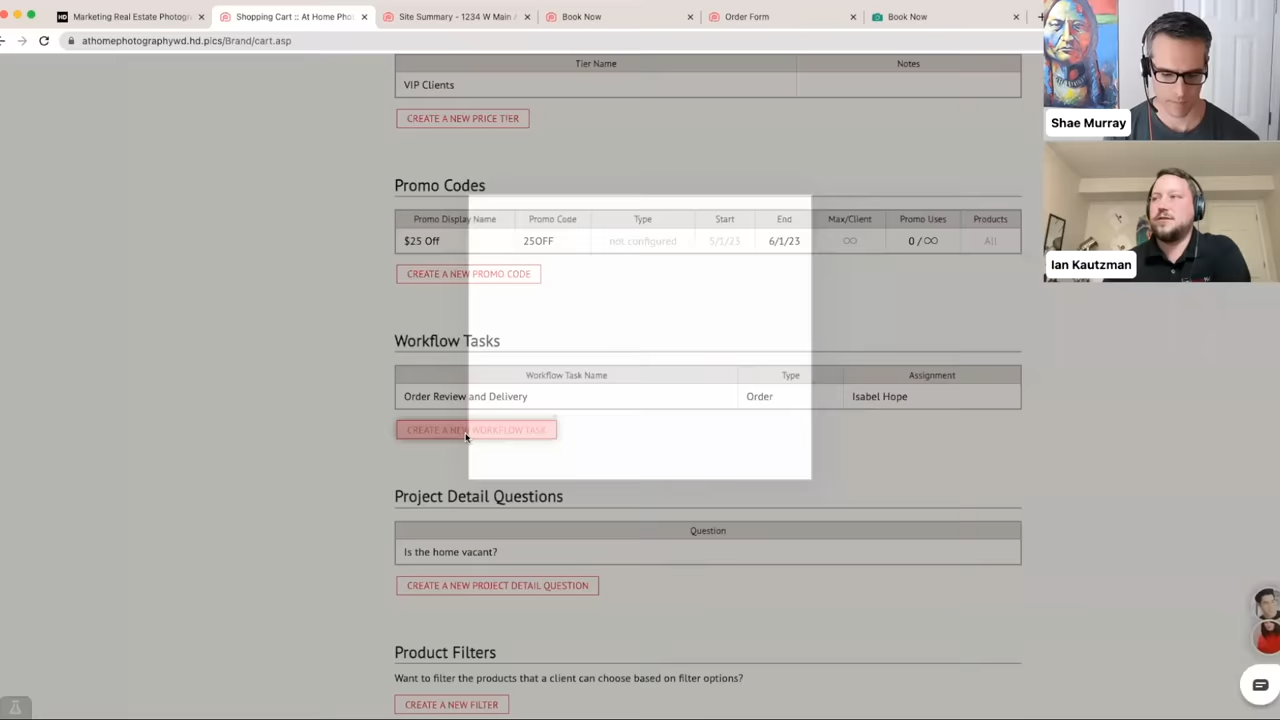 Marketing Real Estate Photogr
Shopping Cart :: At Home Pho
Site Summary - 1234 W Main A
Book Now
Order Form
Book Now
athomephotographywd.hd.pics/Brand/cart.asp
Tier Name
Notes
VIP Clients
CREATE A NEW PRICE TIER
Shae Murray
Promo Codes
Promo Display Name
Promo Code
Type
Start
End
Max/Client
Promo Uses
Products
$25 Off
25OFF
not configured
5/1/23
6/1/23
∞
0 / ∞
All
Ian Kautzman
CREATE A NEW PROMO CODE
Workflow Tasks
Workflow Task Name
Type
Assignment
Order Review and Delivery
Order
Isabel Hope
CREATE A NEW WORKFLOW TASK
Project Detail Questions
Question
Is the home vacant?
CREATE A NEW PROJECT DETAIL QUESTION
Product Filters
Want to filter the products that a client can choose based on filter options?
CREATE A NEW FILTER